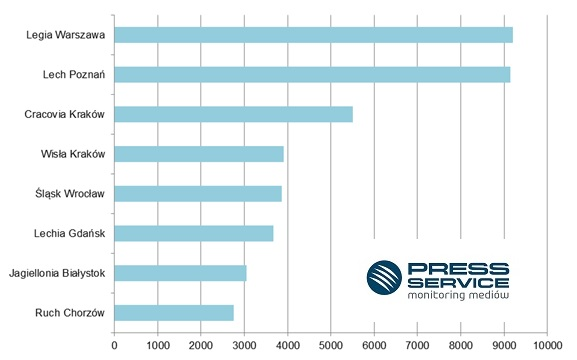 Legia Warszawa
Lech Poznań
Cracovia Kraków
Wisła Kraków
Śląsk Wrocław
Lechia Gdańsk
Jagiellonia Białystok
Ruch Chorzów
PRESS
SERVICE
monitoring mediów
0 1000 2000 3000 4000 5000 6000 7000 8000 9000 10000